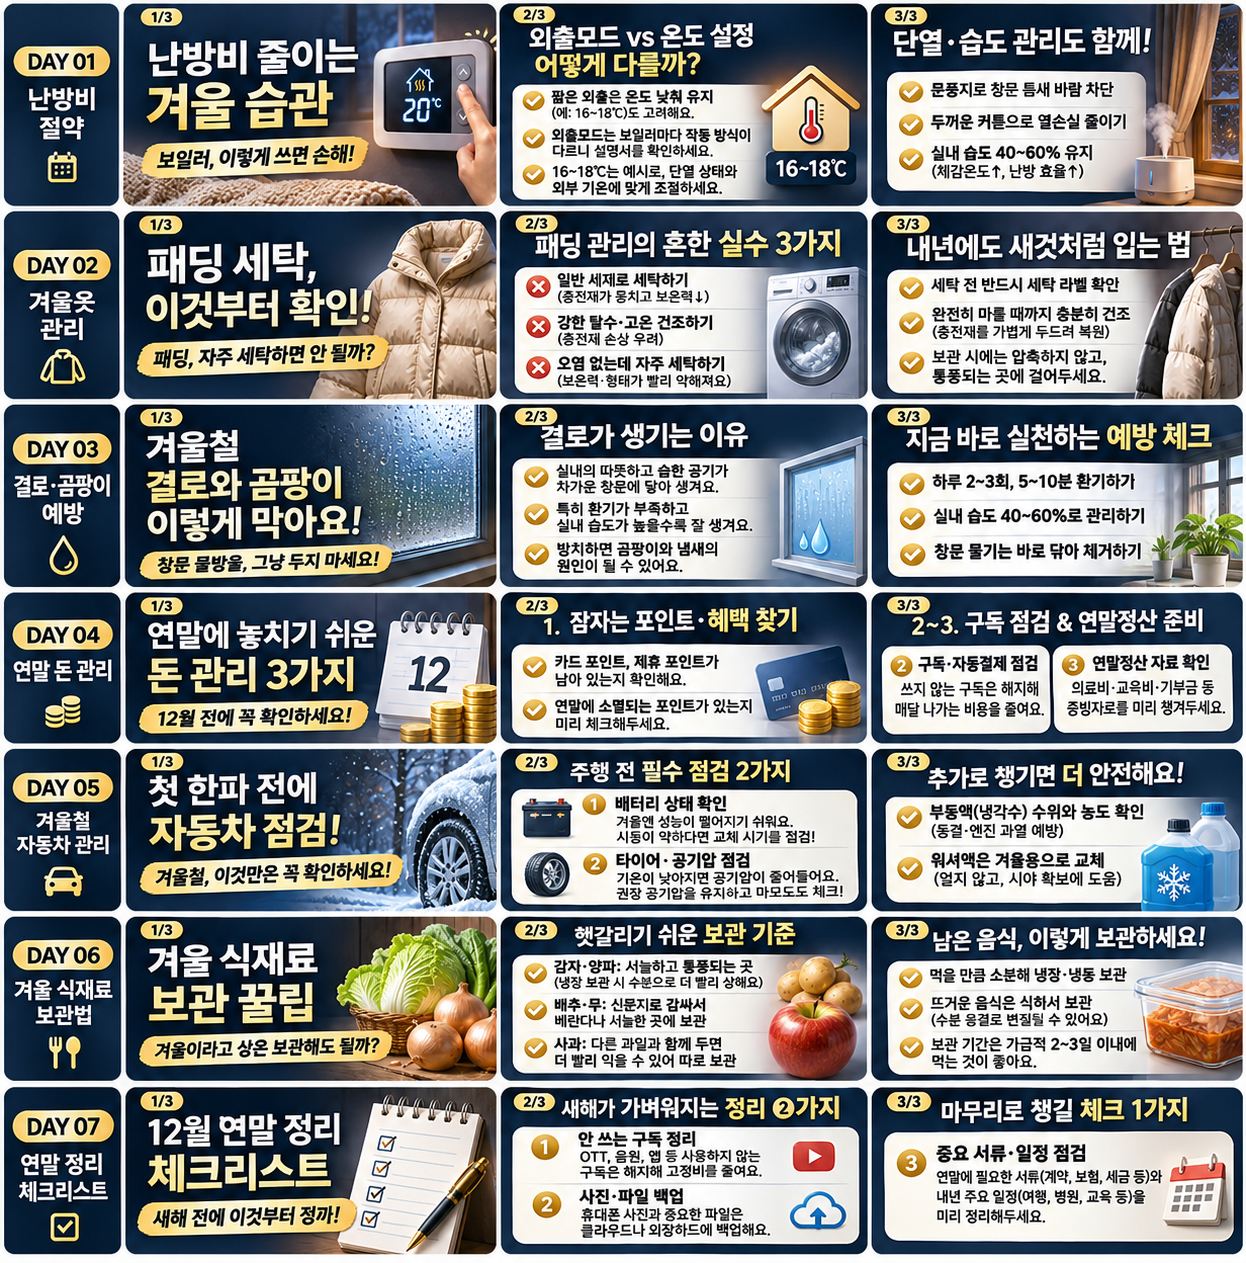 DAY 01
난방비
절약
1/3
난방비 줄이는
겨울 습관
보일러, 이렇게 쓰면 손해!
20℃
2/3
외출모드 vs 온도 설정
어떻게 다를까?
짧은 외출은 온도 낮춰 유지
(예: 16~18℃)도 고려해요.
외출모드는 보일러마다 작동 방식이
다르니 설명서를 확인하세요.
16~18℃는 예시로, 단열 상태와
외부 기온에 맞게 조절하세요.
16~18℃
3/3
단열·습도 관리도 함께!
문풍지로 창문 틈새 바람 차단
두꺼운 커튼으로 열손실 줄이기
실내 습도 40~60% 유지
(체감온도↑, 난방 효율↑)
DAY 02
겨울옷
관리
1/3
패딩 세탁,
이것부터 확인!
패딩, 자주 세탁하면 안 될까?
2/3
패딩 관리의 흔한 실수 3가지
일반 세제로 세탁하기
(충전재가 뭉치고 보온력↓)
강한 탈수·고온 건조하기
(충전제 손상 우려)
오염 없는데 자주 세탁하기
(보온력·형태가 빨리 약해져요)
3/3
내년에도 새것처럼 입는 법
세탁 전 반드시 세탁 라벨 확인
완전히 마를 때까지 충분히 건조
(충전재를 가볍게 두드려 복원)
보관 시에는 압축하지 않고,
통풍되는 곳에 걸어두세요.
DAY 03
결로·곰팡이
예방
1/3
겨울철
결로와 곰팡이
이렇게 막아요!
창문 물방울, 그냥 두지 마세요!
2/3
결로가 생기는 이유
실내의 따뜻하고 습한 공기가
차가운 창문에 닿아 생겨요.
특히 환기가 부족하고
실내 습도가 높을수록 잘 생겨요.
방치하면 곰팡이와 냄새의
원인이 될 수 있어요.
3/3
지금 바로 실천하는 예방 체크
하루 2~3회, 5~10분 환기하가
실내 습도 40~60%로 관리하기
창문 물기는 바로 닦아 체거하기
DAY 04
연말 돈 관리
1/3
연말에 놓치기 쉬운
돈 관리 3가지
12월 전에 꼭 확인하세요!
12
2/3
1. 잠자는 포인트·혜택 찾기
카드 포인트, 제휴 포인트가
남아 있는지 확인해요.
연말에 소멸되는 포인트가 있는지
미리 체크해두세요.
3/3
2~3. 구독 점검 & 연말정산 준비
2 구독·자동결제 점검
쓰지 않는 구독은 해지해
매달 나가는 비용을 줄여요.
3 연말정산 자료 확인
의료비·교육비·기부금 등
증빙자료를 미리 챙겨두세요.
DAY 05
겨울철
자동차 관리
1/3
첫 한파 전에
자동차 점검!
겨울철, 이것만은 꼭 확인하세요!
2/3
주행 전 필수 점검 2가지
1 배터리 상태 확인
겨울엔 성능이 떨어지기 쉬워요.
시동이 약하다면 교체 시기를 점검!
2 타이어·공기압 점검
기온이 낮아지면 공기압이 줄어들어요.
권장 공기압을 유지하고 마모도도 체크!
3/3
추가로 챙기면 더 안전해요!
부동액(냉각수) 수위와 농도 확인
(동결·엔진 과열 예방)
워셔액은 겨울용으로 교체
(얼지 않고, 시야 확보에 도움)
DAY 06
겨울 식재료
보관법
1/3
겨울 식재료
보관 꿀팁
겨울이라고 상온 보관해도 될까?
2/3
헷갈리기 쉬운 보관 기준
감자·양파: 서늘하고 통풍되는 곳
(냉장 보관 시 수분으로 더 빨리 상해요)
배추·무: 신문지로 감싸서
베란다나 서늘한 곳에 보관
사과: 다른 과일과 함께 두면
더 빨리 익을 수 있어 따로 보관
3/3
남은 음식, 이렇게 보관하세요!
먹을 만큼 소분해 냉장·냉동 보관
뜨거운 음식은 식혀서 보관
(수분 응결로 변질될 수 있어요)
보관 기간은 가급적 2~3일 이내에
먹는 것이 좋아요.
DAY 07
연말 정리
체크리스트
1/3
12월 연말 정리
체크리스트
새해 전에 이것부터 정까!
2/3
새해가 가벼워지는 정리 2가지
1 안 쓰는 구독 정리
OTT, 음원, 앱 등 사용하지 않는
구독은 해지해 고정비를 줄여요.
2 사진·파일 백업
휴대폰 사진과 중요한 파일은
클라우드나 외장하드에 백업해요.
3/3
마무리로 챙길 체크 1가지
3 중요 서류·일정 점검
연말에 필요한 서류(계약, 보험, 세금 등)와
내년 주요 일정(여행, 병원, 교육 등)을
미리 정리해두세요.